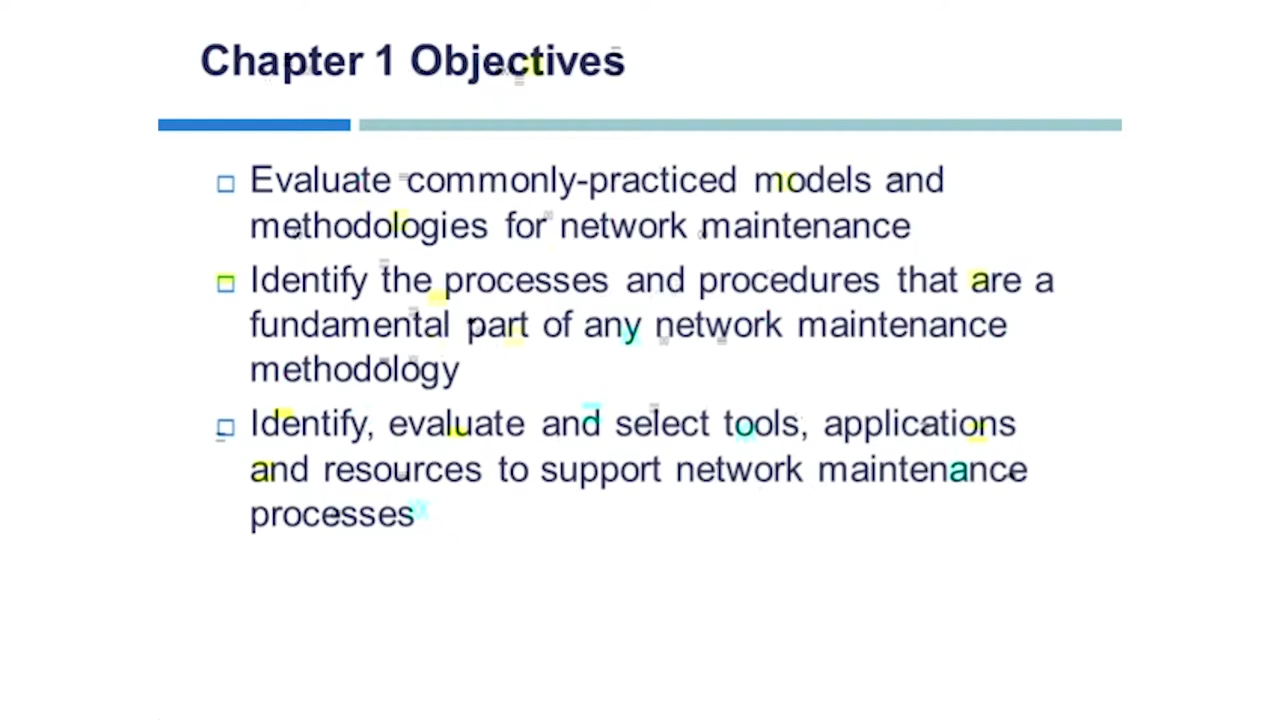 Chapter 1 Objectives
Evaluate commonly-practiced models and
methodologies for network maintenance
Identify the processes and procedures that are a
fundamental part of any network maintenance
methodology
Identify, evaluate and select tools, applications
and resources to support network maintenance
processes